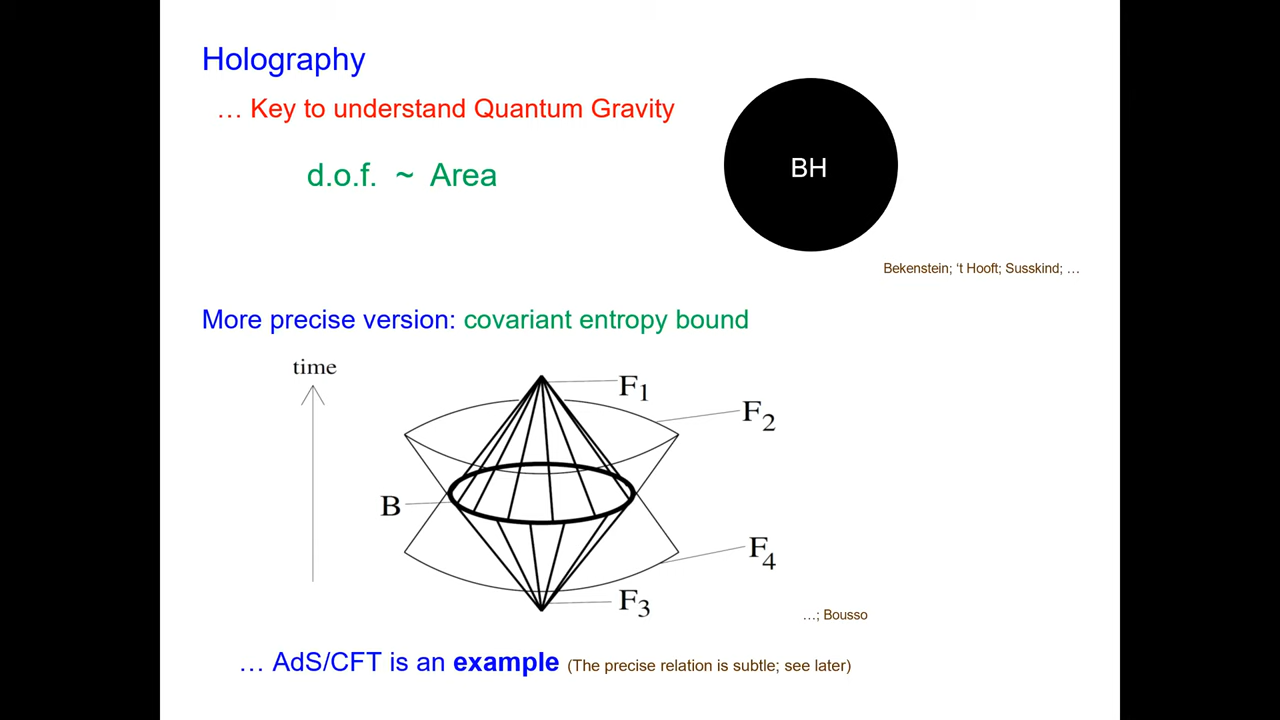 Holography
… Key to understand Quantum Gravity
d.o.f. ~ Area
BH
Bekenstein; ‘t Hooft; Susskind; …
More precise version: covariant entropy bound
time
F1
F2
B
F4
F3
…; Bousso
… AdS/CFT is an example (The precise relation is subtle; see later)